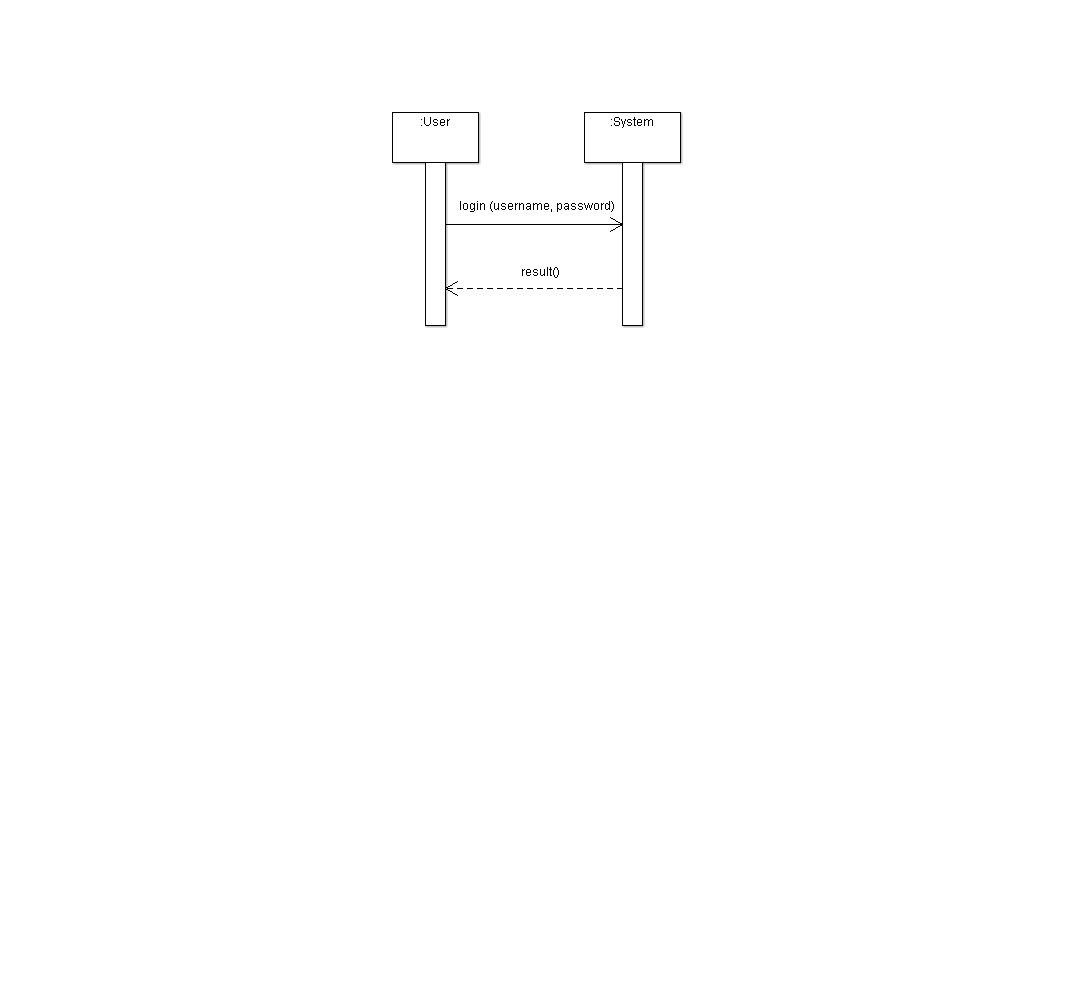 :User
:System
login (username, password)
result()